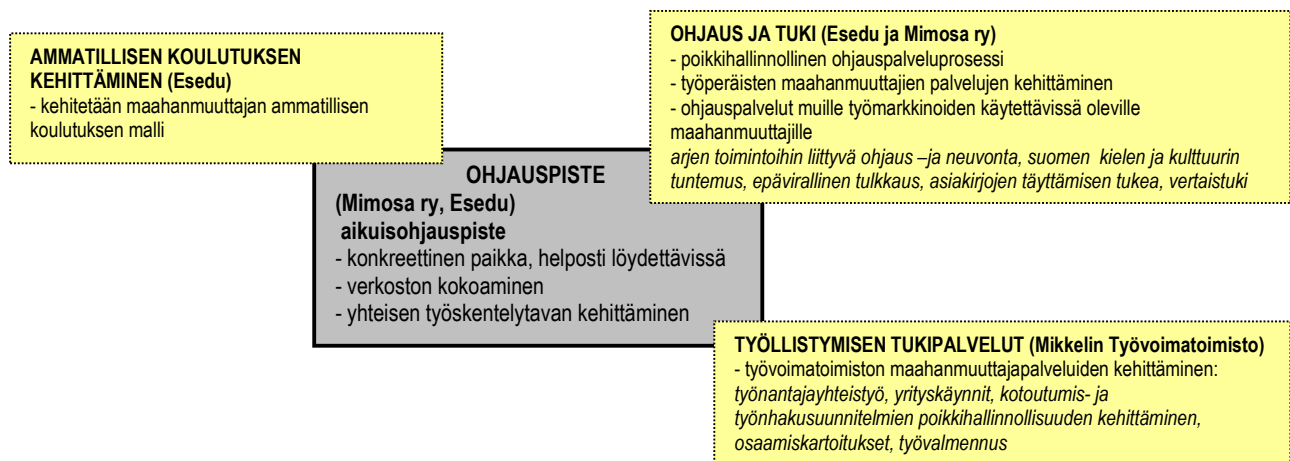 AMMATILLISEN KOULUTUKSEN
KEHITTÄMINEN (Esedu)
- kehitetään maahanmuuttajan ammatillisen
koulutuksen malli
OHJAUS JA TUKI (Esedu ja Mimosa ry)
- poikkihallinnollinen ohjauspalveluprosessi
- työperäisten maahanmuuttajien palvelujen kehittäminen
- ohjauspalvelut muille työmarkkinoiden käytettävissä oleville
maahanmuuttajille
arjen toimintoihin liittyvä ohjaus –ja neuvonta, suomen kielen ja kulttuurin
tuntemus, epävirallinen tulkkaus, asiakirjojen täyttämisen tukea, vertaistuki
OHJAUSPISTE
(Mimosa ry, Esedu)
aikuisohjauspiste
- konkreettinen paikka, helposti löydettävissä
- verkoston kokoaminen
- yhteisen työskentelytavan kehittäminen
TYÖLLISTYMISEN TUKIPALVELUT (Mikkelin Työvoimatoimisto)
- työvoimatoimiston maahanmuuttajapalveluiden kehittäminen:
työnantajayhteistyö, yrityskäynnit, kotoutumis- ja
työnhakusuunnitelmien poikkihallinnollisuuden kehittäminen,
osaamiskartoitukset, työvalmennus